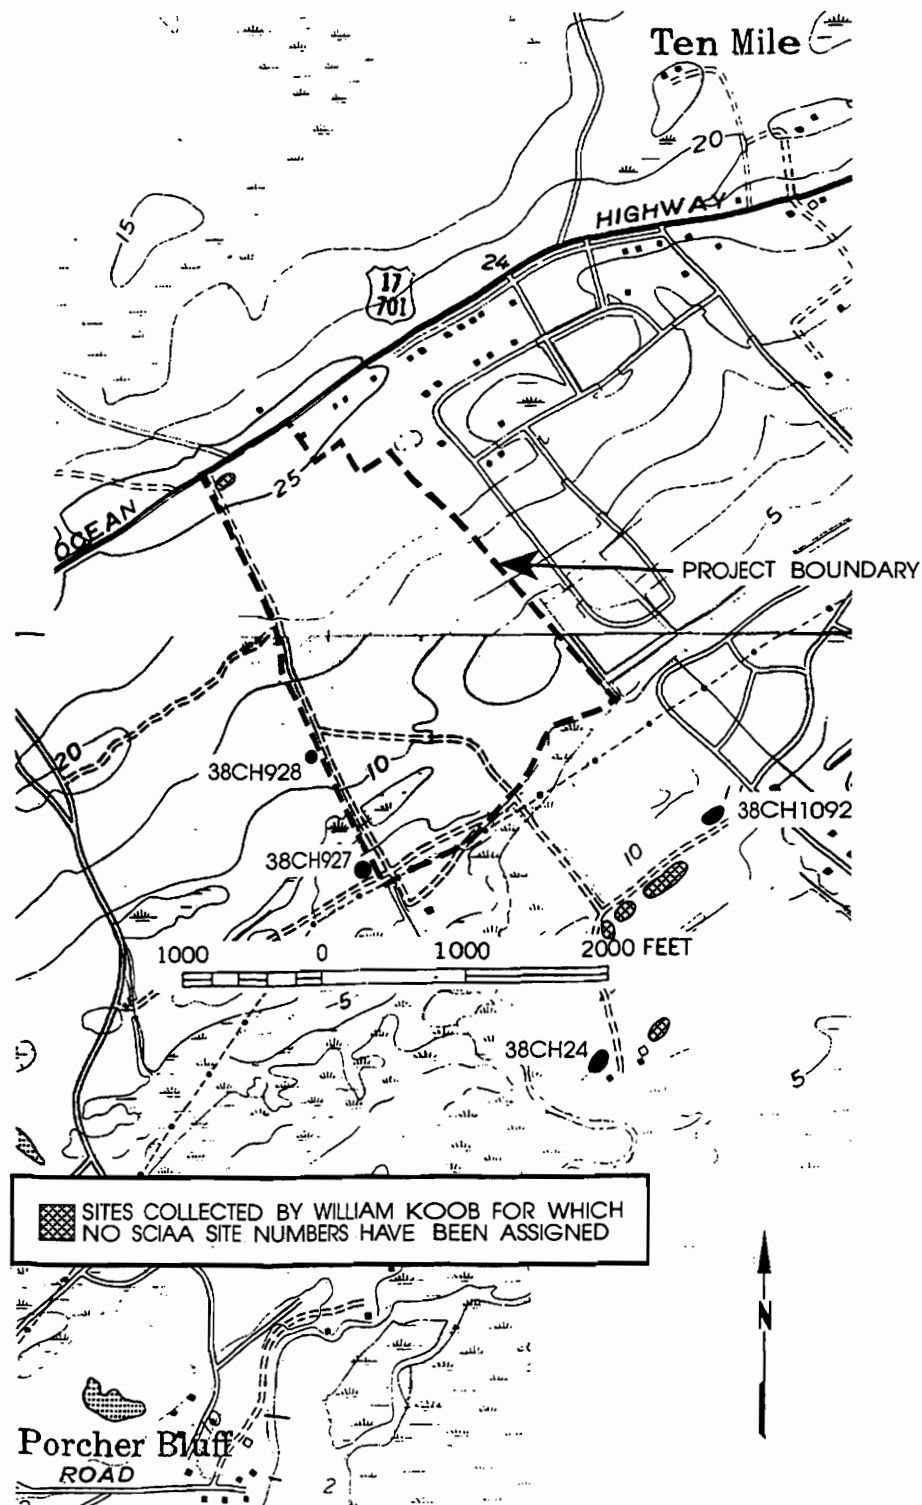 Ten Mile
20
HIGHWAY
15
24
17
701
25
OCEAN
5
PROJECT BOUNDARY
20
38CH928
10
38CH1092
38CH927
10
1000 0 1000 2000 FEET
5
38CH24
5
SITES COLLECTED BY WILLIAM KOOB FOR WHICH
NO SCIAA SITE NUMBERS HAVE BEEN ASSIGNED
N
Porcher Bluff
ROAD
2